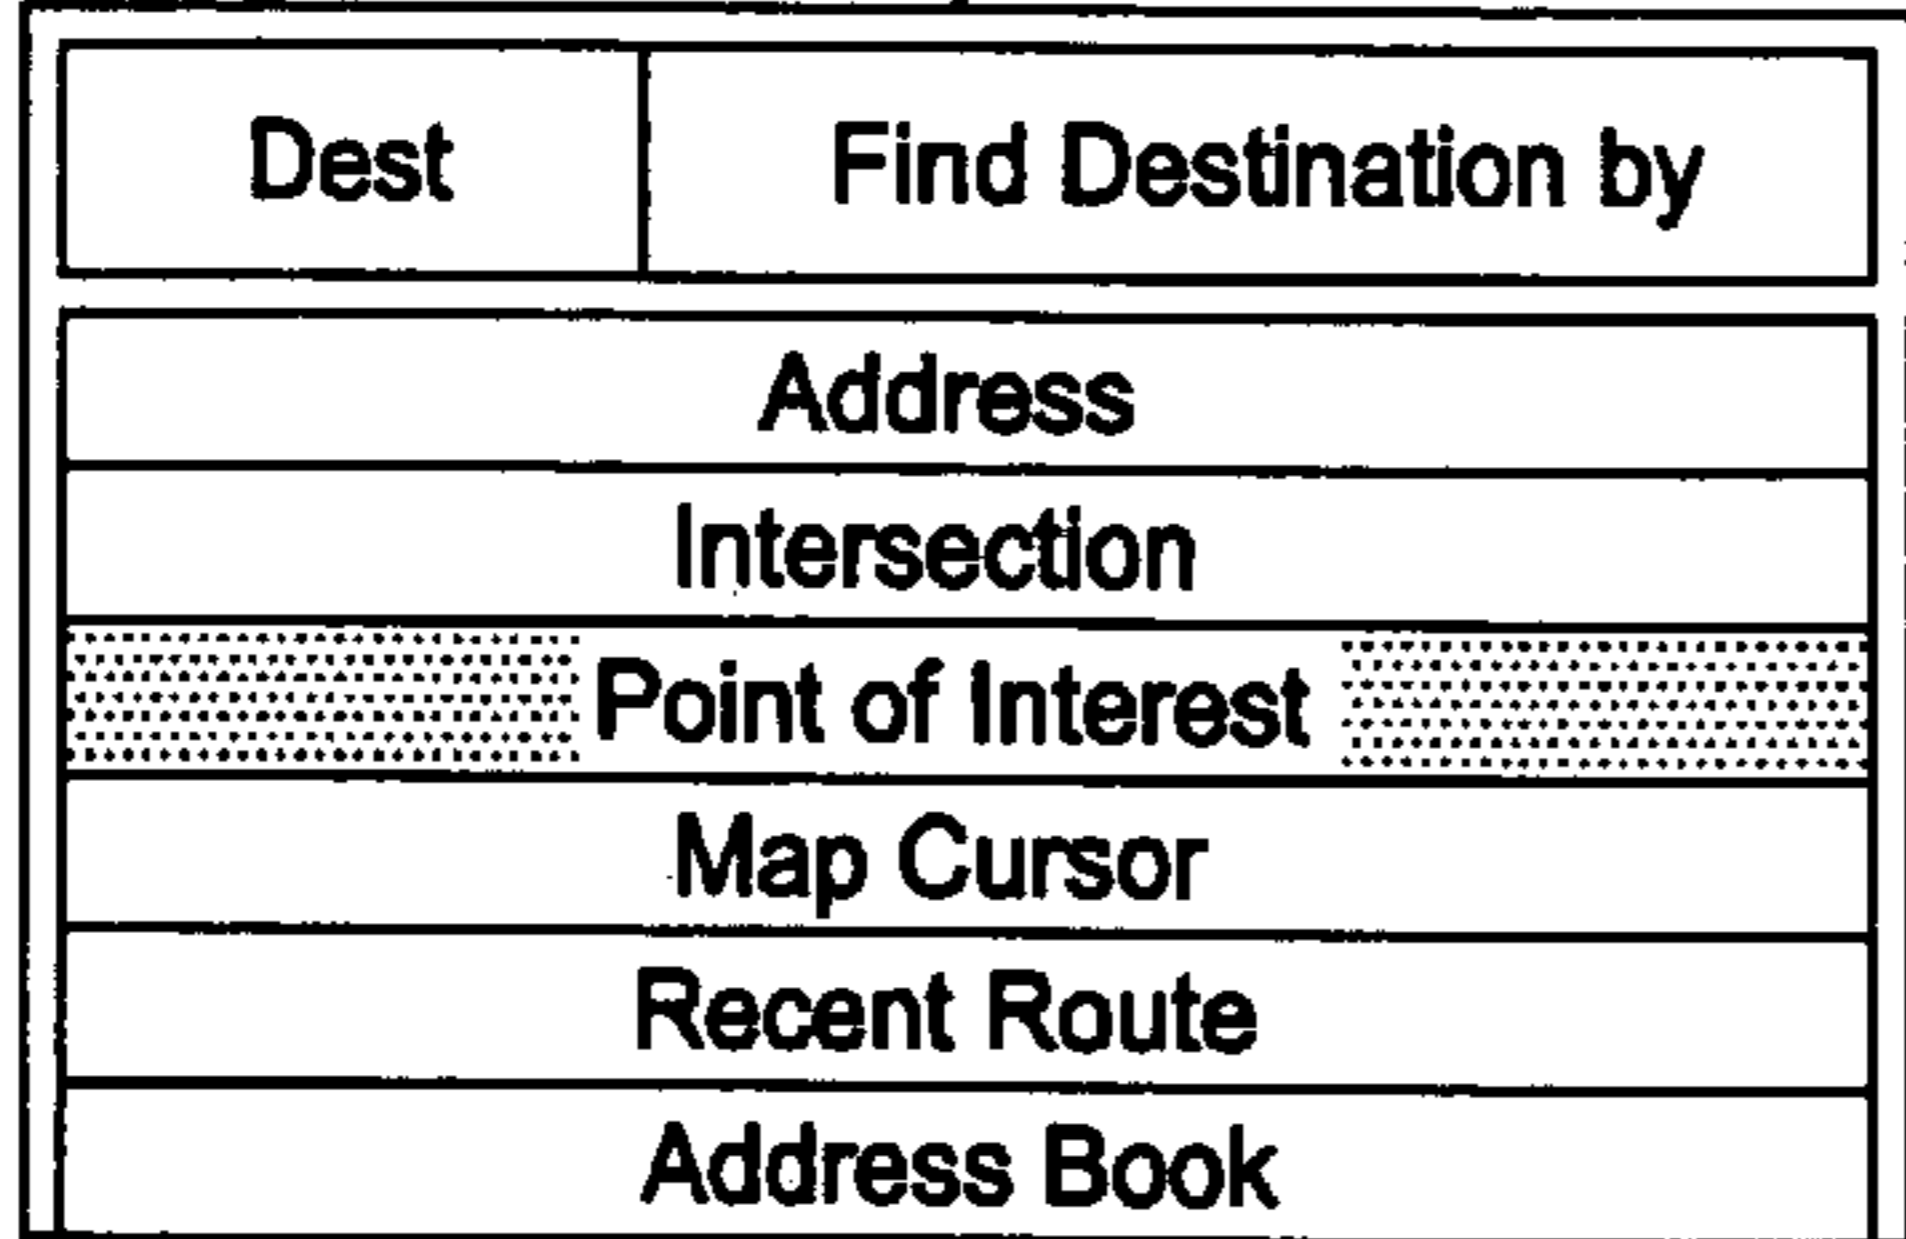 Dest Find Destination by
Address
Intersection
Point of Interest
Map Cursor
Recent Route
Address Book